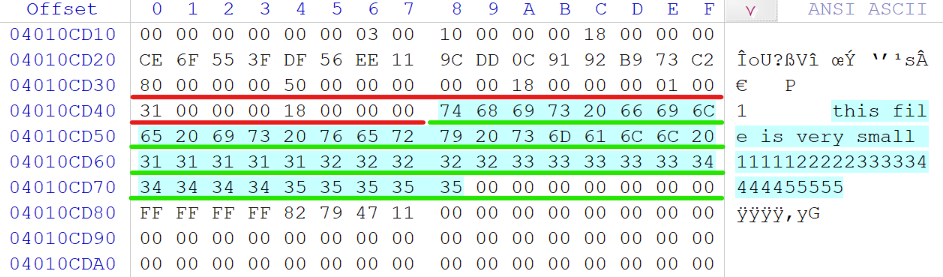 Offset 0 1 2 3 4 5 6 7 8 9 A B C D E F ANSI ASCII
04010CD10 00 00 00 00 00 00 03 00 10 00 00 00 18 00 00 00
04010CD20 CE 6F 55 3F DF 56 EE 11 9C DD 0C 91 92 B9 73 C2 ÎoU?ßVî œÝ ‘’¹sÂ
04010CD30 80 00 00 00 50 00 00 00 00 00 18 00 00 00 01 00 € P
04010CD40 31 00 00 00 18 00 00 00 74 68 69 73 20 66 69 6C 1 this fil
04010CD50 65 20 69 73 20 76 65 72 79 20 73 6D 61 6C 6C 20 e is very small
04010CD60 31 31 31 31 31 32 32 32 32 32 33 33 33 33 33 34 1111122222333334
04010CD70 34 34 34 34 35 35 35 35 35 00 00 00 00 00 00 00 444455555
04010CD80 FF FF FF FF 82 79 47 11 00 00 00 00 00 00 00 00 ÿÿÿÿ‚yG
04010CD90 00 00 00 00 00 00 00 00 00 00 00 00 00 00 00 00
04010CDA0 00 00 00 00 00 00 00 00 00 00 00 00 00 00 00 00